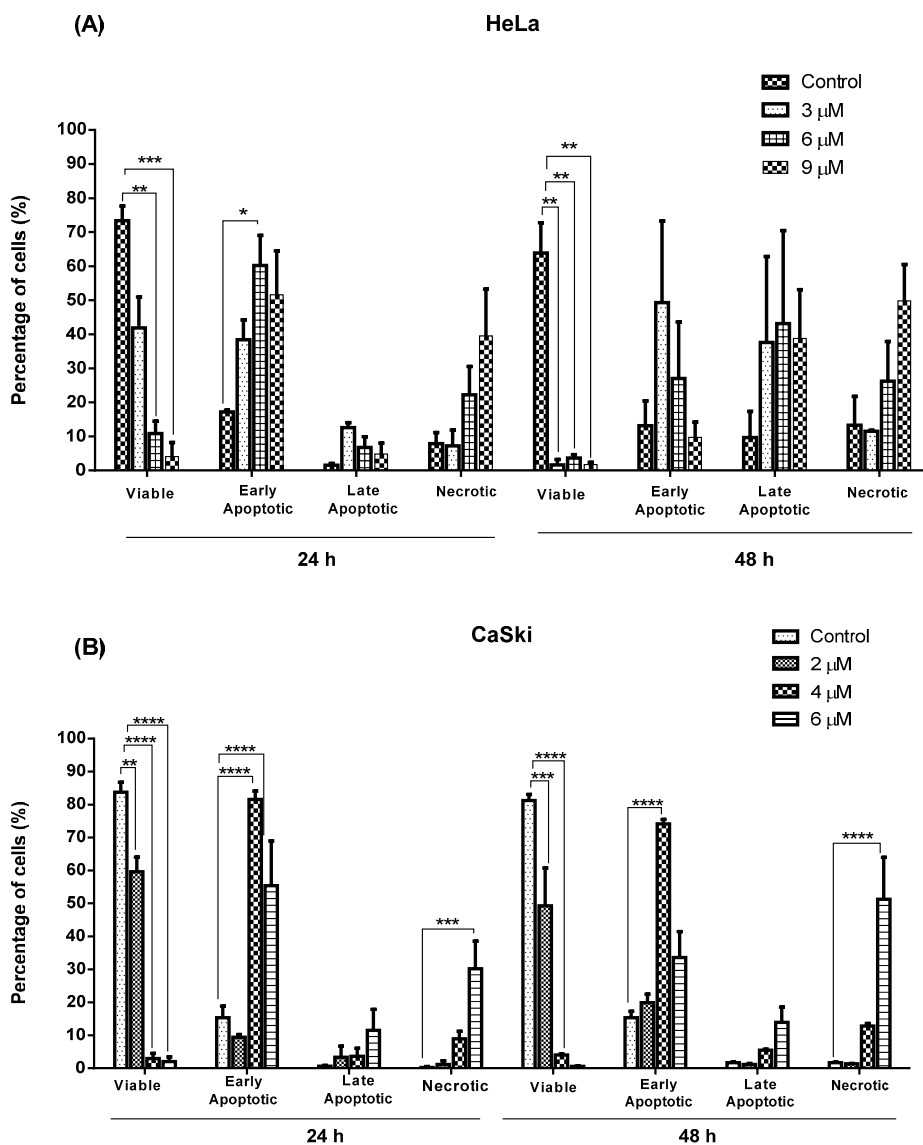 (A)
HeLa
Control
3 μM
6 μM
9 μM
Percentage of cells (%)
100
90
80
70
60
50
40
30
20
10
0
***
**
*
**
**
**
Viable
Early
Apoptotic
Late
Apoptotic
Necrotic
Viable
Early
Apoptotic
Late
Apoptotic
Necrotic
24 h
48 h
(B)
CaSki
Control
2 μM
4 μM
6 μM
Percentage of cells (%)
100
90
80
70
60
50
40
30
20
10
0
****
****
**
****
****
***
****
***
****
****
Viable
Early
Apoptotic
Late
Apoptotic
Necrotic
Viable
Early
Apoptotic
Late
Apoptotic
Necrotic
24 h
48 h